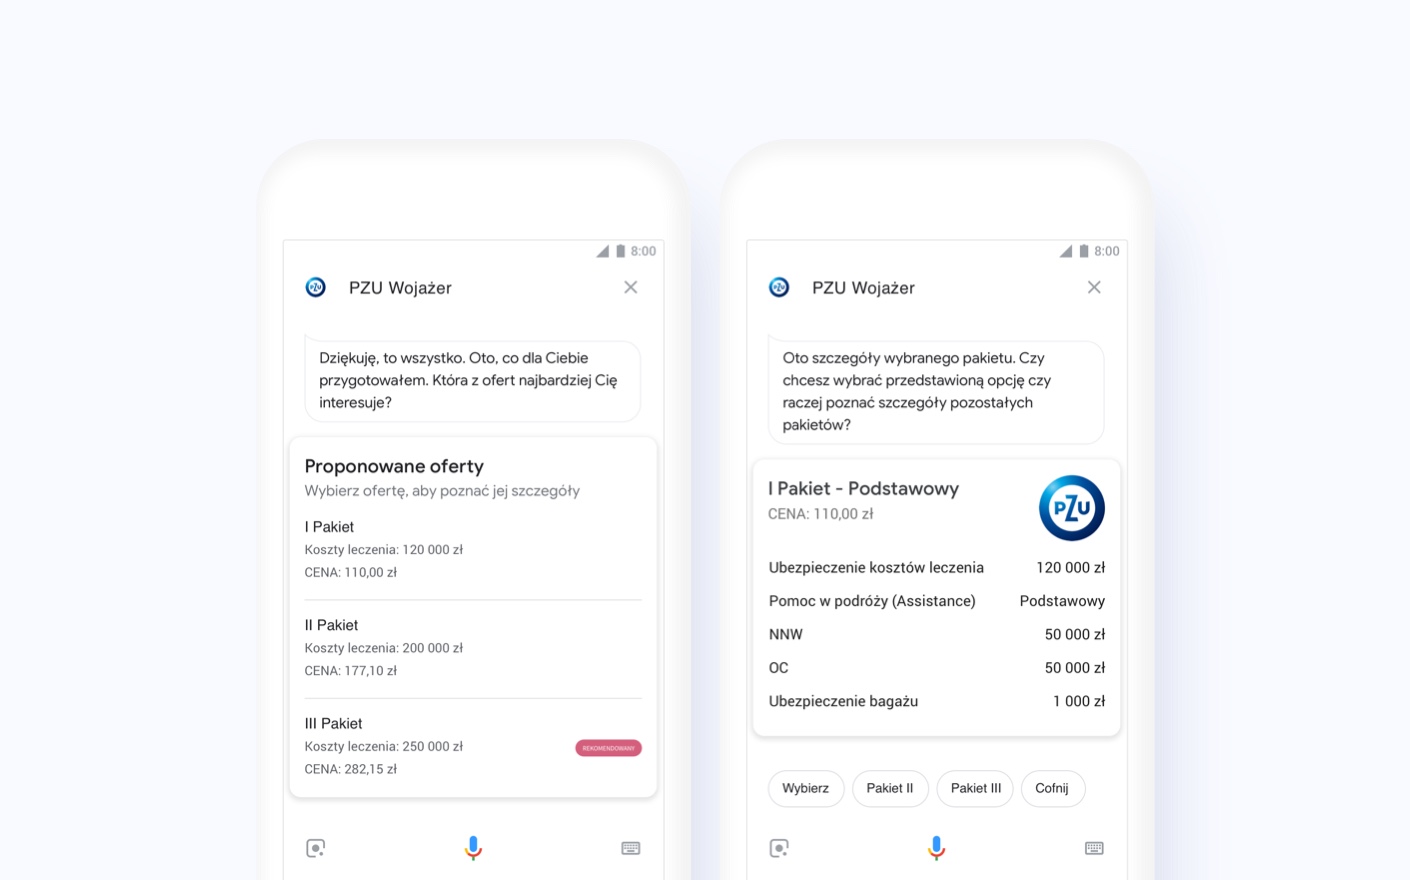 8:00
PZU Wojażer
Dziękuję, to wszystko. Oto, co dla Ciebie
przygotowałem. Która z ofert najbardziej Cię
interesuje?
Proponowane oferty
Wybierz ofertę, aby poznać jej szczegóły
I Pakiet
Koszty leczenia: 120 000 zł
CENA: 110,00 zł
II Pakiet
Koszty leczenia: 200 000 zł
CENA: 177,10 zł
III Pakiet
Koszty leczenia: 250 000 zł
REKOMENDOWANY
CENA: 282,15 zł
8:00
PZU Wojażer
Oto szczegóły wybranego pakietu. Czy
chcesz wybrać przedstawioną opcję czy
raczej poznać szczegóły pozostałych
pakietów?
I Pakiet - Podstawowy
CENA: 110,00 zł
PZU
Ubezpieczenie kosztów leczenia 120 000 zł
Pomoc w podróży (Assistance) Podstawowy
NNW 50 000 zł
OC 50 000 zł
Ubezpieczenie bagażu 1 000 zł
Wybierz Pakiet II Pakiet III Cofnij